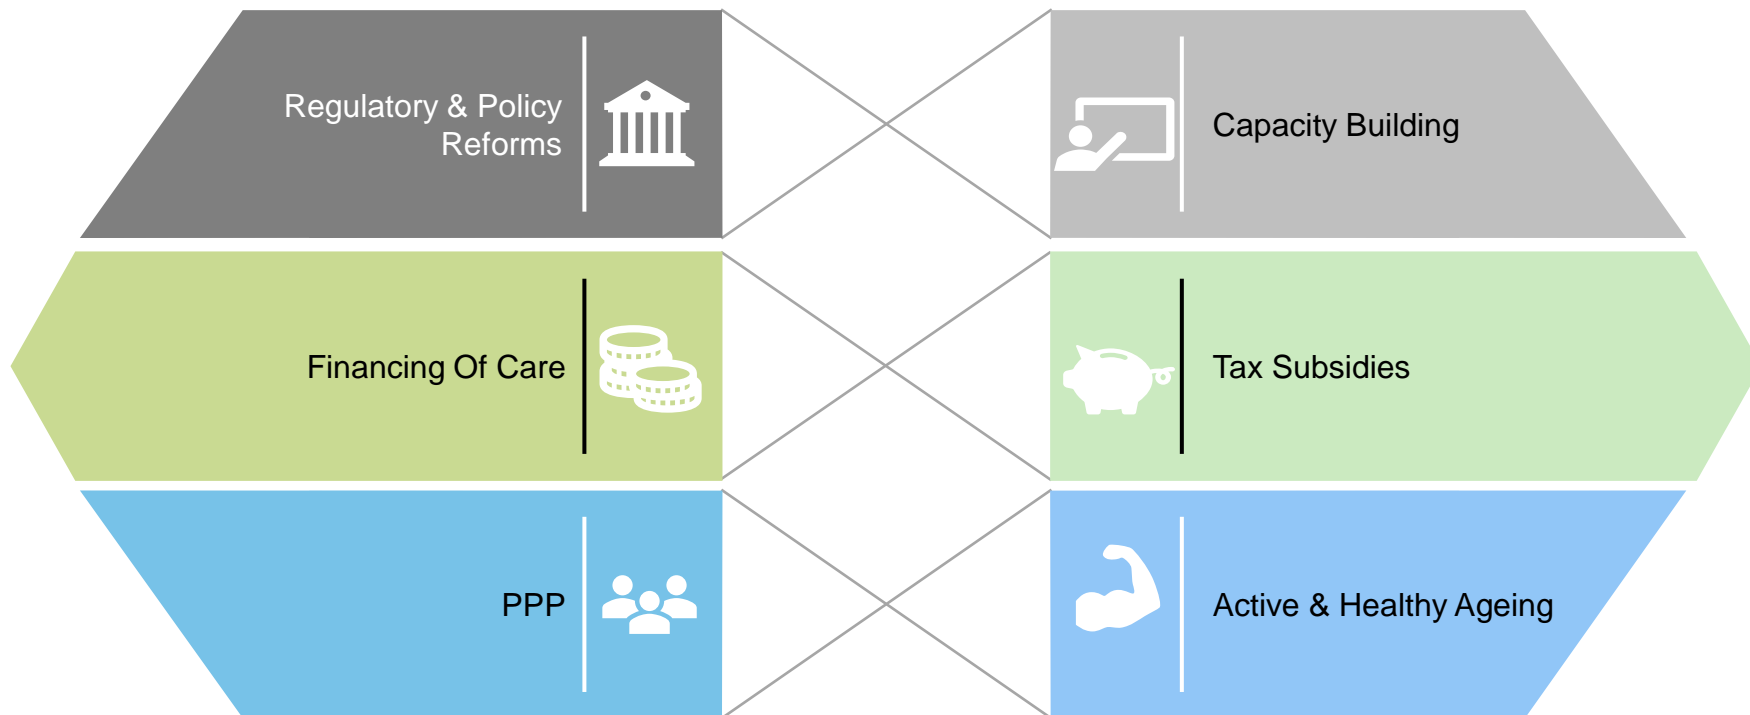 Regulatory & Policy
Reforms
Capacity Building
Financing Of Care
Tax Subsidies
PPP
Active & Healthy Ageing